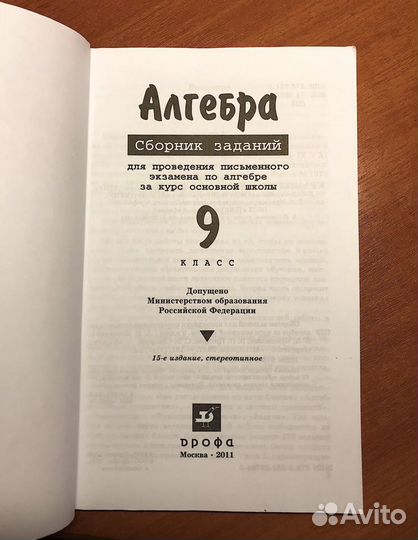 Алгебра
Сборник заданий
для проведения письменного
экзамена по алгебре
за курс основной школы
9
КЛАСС
Допущено
Министерством образования
Российской Федерации
15-е издание, стереотипное
ДРОФА
Москва · 2011
Avito